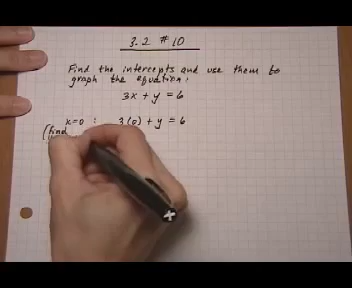 3.2 #10
Find the intercepts and use them to
graph the equation:
3x + y = 6
x=0 : 3(0) + y = 6
(find